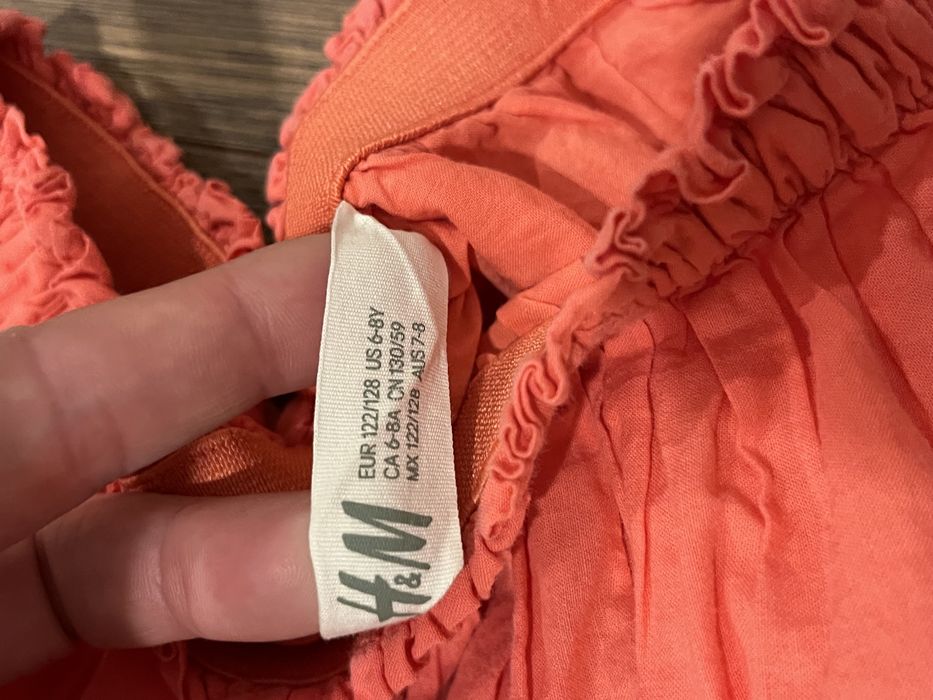 H&M
EUR 122/128 US 6-8Y
CA 6-8A CN 130/59
MX 122/128 AUS 7-8